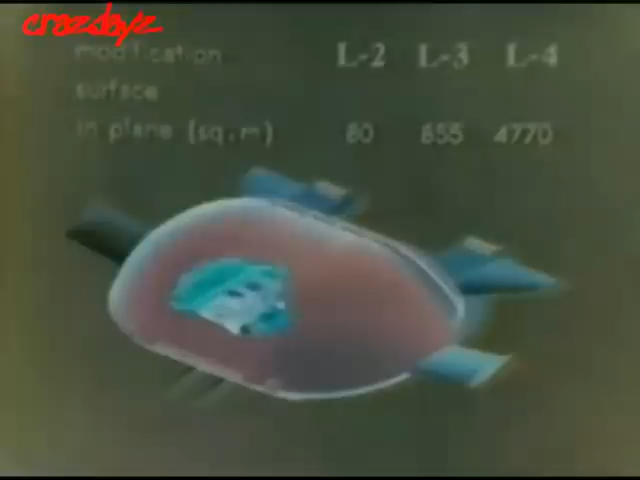 crazdayz
modification L-2 L-3 L-4
surface
in plane (sq.m) 80 855 4770